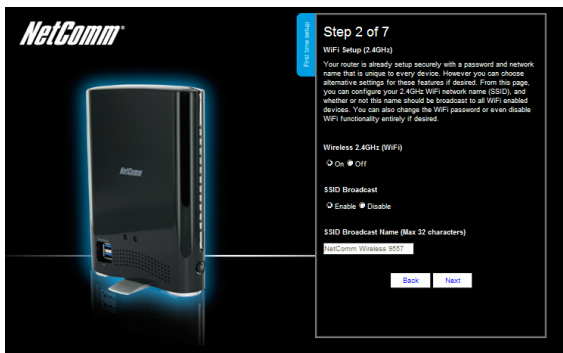 NetComm
First time setup
Step 2 of 7
WiFi Setup (2.4GHz)
Your router is already setup securely with a password and network
name that is unique to every device. However you can choose
alternative settings for these features if desired. From this page,
you can configure your 2.4GHz WiFi network name (SSID), and
whether or not this name should be broadcast to all WiFi enabled
devices. You can also change the WiFi password or even disable
WiFi functionality entirely if desired.
Wireless 2.4GHz (WiFi)
On Off
SSID Broadcast
Enable Disable
SSID Broadcast Name (Max 32 characters)
NetComm Wireless 9557
Back Next
NetComm